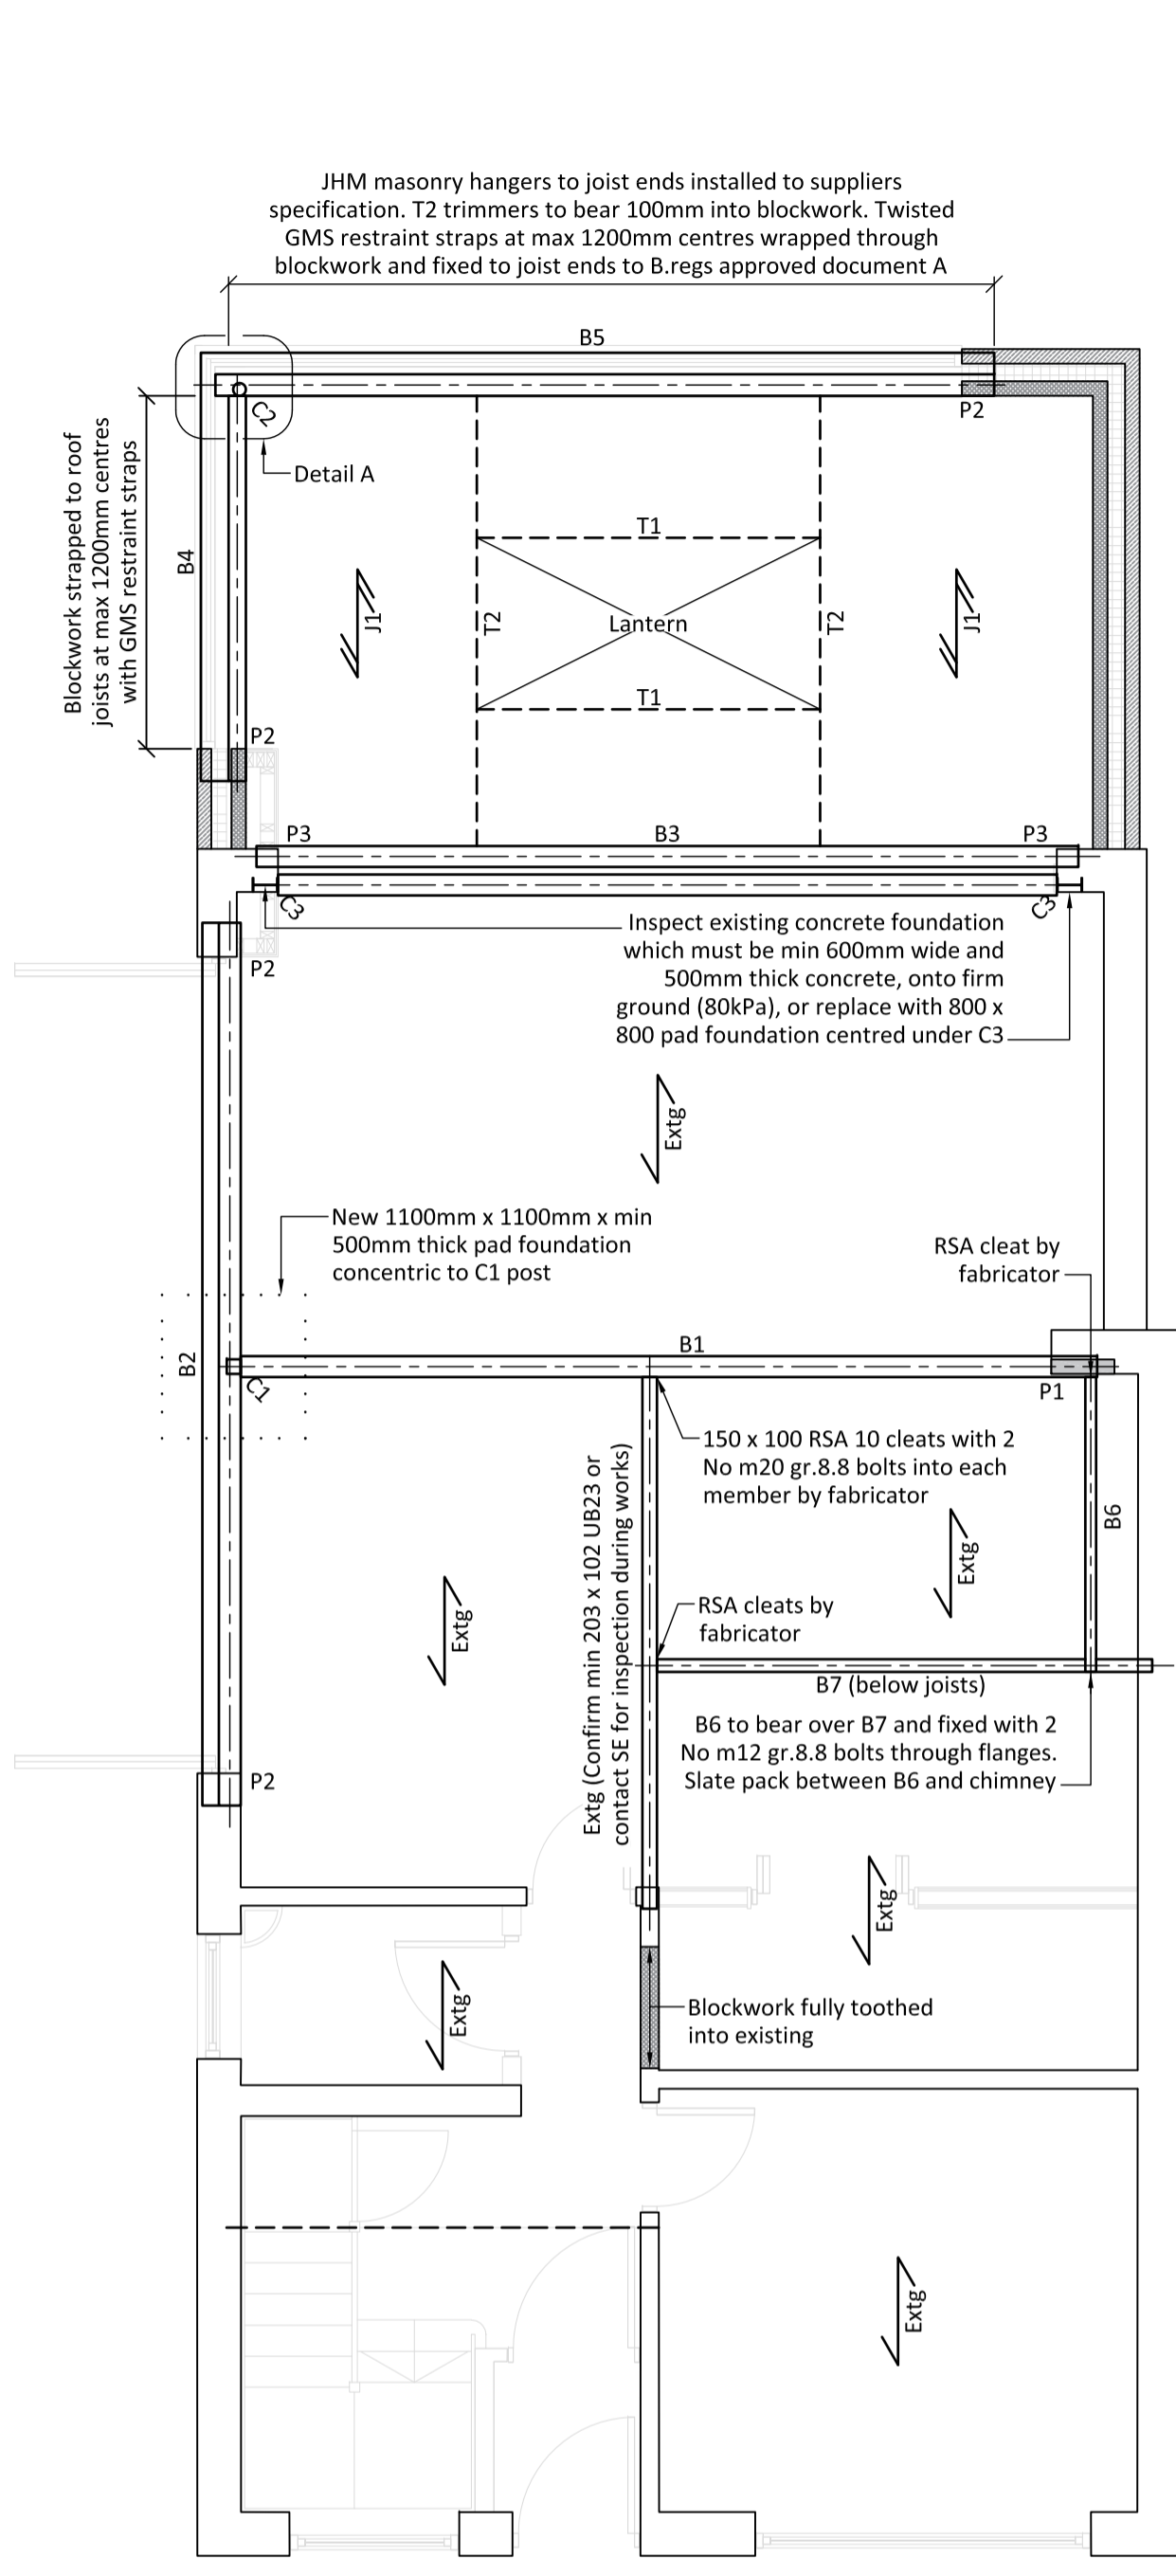 JHM masonry hangers to joist ends installed to suppliers
specification. T2 trimmers to bear 100mm into blockwork. Twisted
GMS restraint straps at max 1200mm centres wrapped through
blockwork and fixed to joist ends to B.regs approved document A
B5
C2
P2
Detail A
Blockwork strapped to roof
joists at max 1200mm centres
with GMS restraint straps
B4
T1
J1
T2
Lantern
T2
J1
T1
P2
P3
B3
P3
C3
C3
Inspect existing concrete foundation
which must be min 600mm wide and
500mm thick concrete, onto firm
ground (80kPa), or replace with 800 x
800 pad foundation centred under C3
P2
Extg
New 1100mm x 1100mm x min
500mm thick pad foundation
concentric to C1 post
RSA cleat by
fabricator
B2
B1
C1
P1
150 x 100 RSA 10 cleats with 2
No m20 gr.8.8 bolts into each
member by fabricator
Extg (Confirm min 203 x 102 UB23 or
contact SE for inspection during works)
B6
Extg
Extg
RSA cleats by
fabricator
B7 (below joists)
B6 to bear over B7 and fixed with 2
No m12 gr.8.8 bolts through flanges.
Slate pack between B6 and chimney
P2
Extg
Extg
Blockwork fully toothed
into existing
Extg